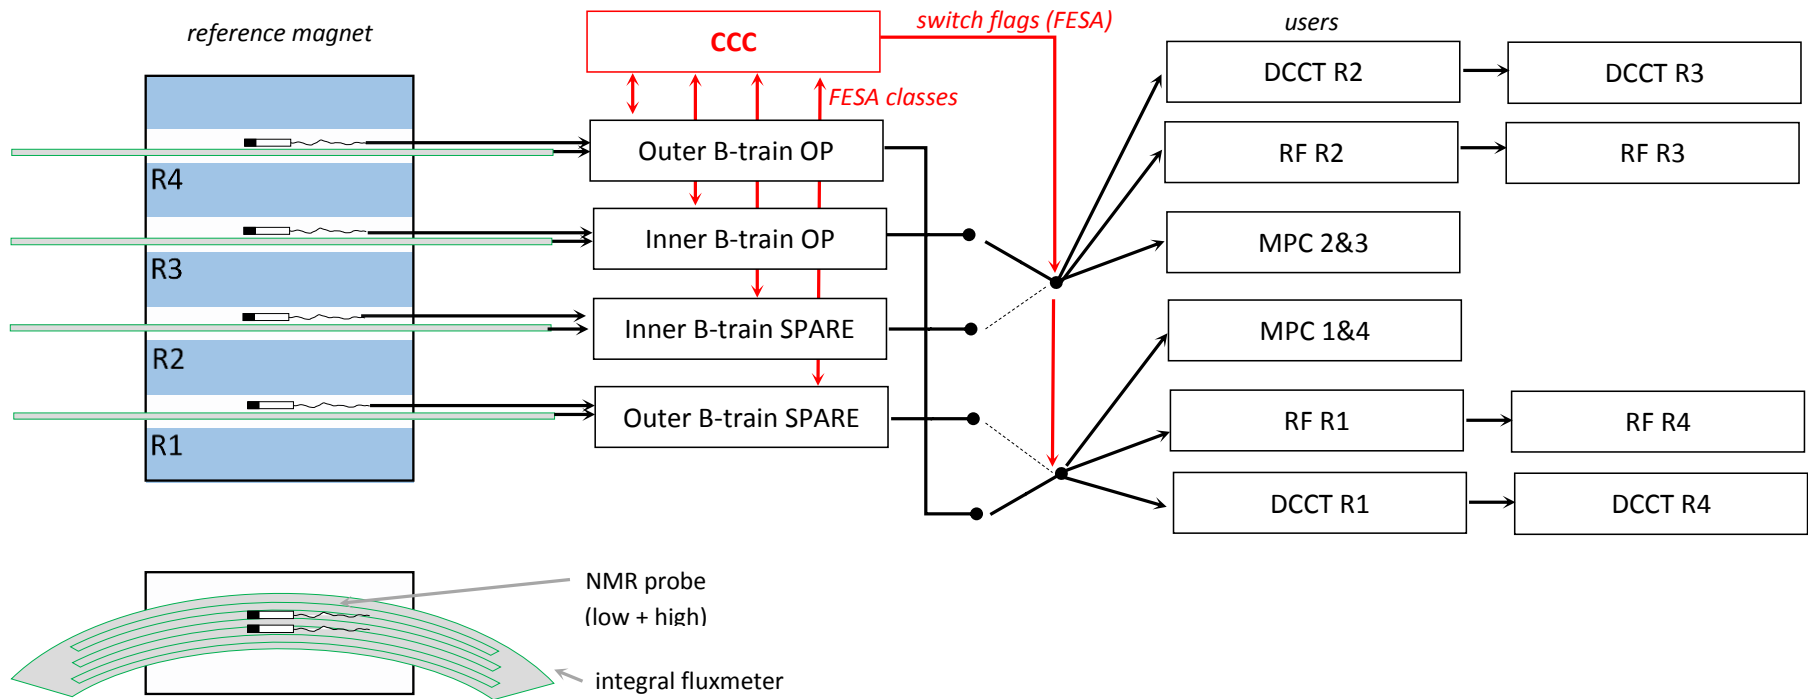 reference magnet
CCC
switch flags (FESA)
users
FESA classes
DCCT R2
DCCT R3
Outer B-train OP
RF R2
RF R3
R4
Inner B-train OP
MPC 2&3
R3
Inner B-train SPARE
MPC 1&4
R2
Outer B-train SPARE
RF R1
RF R4
R1
DCCT R1
DCCT R4
NMR probe
(low + high)
integral fluxmeter